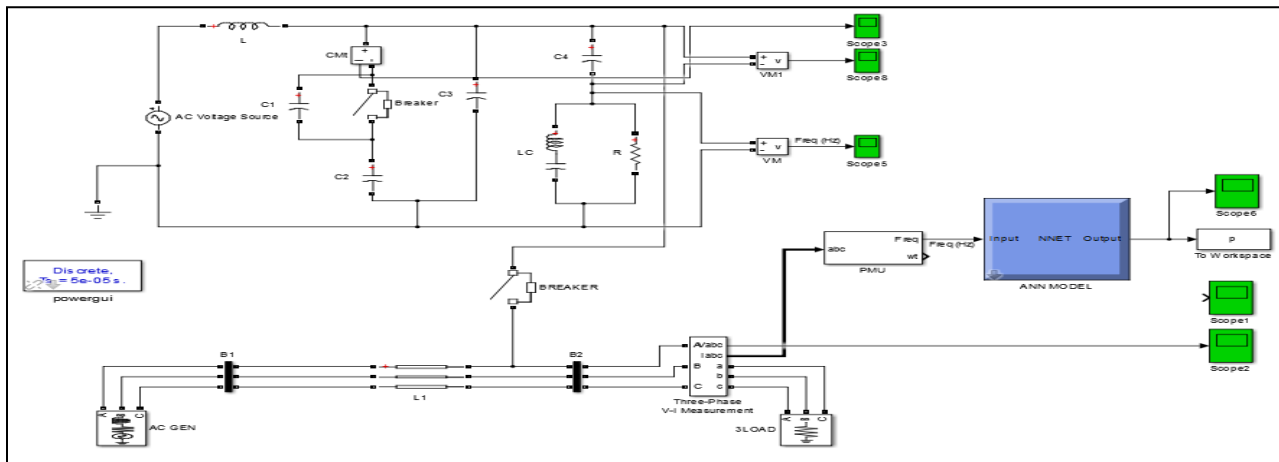 L
Scope3
CMt
C4
VM1
Scope8
C1
Breaker
C3
AC Voltage Source
LC
R
Freq (Hz)
VM
Scope5
C2
Scope6
abc
Freq
wt
PMU
Freq (Hz)
Input NNET Output
ANN MODEL
p
To Workspace
Discrete,
Ts = 5e-05 s.
powergui
BREAKER
Scope1
Scope2
B1
L1
B2
A
B
C
Vabc
Iabc
a
b
c
Three-Phase
V-I Measurement
A B C
AC GEN
A B C
3LOAD